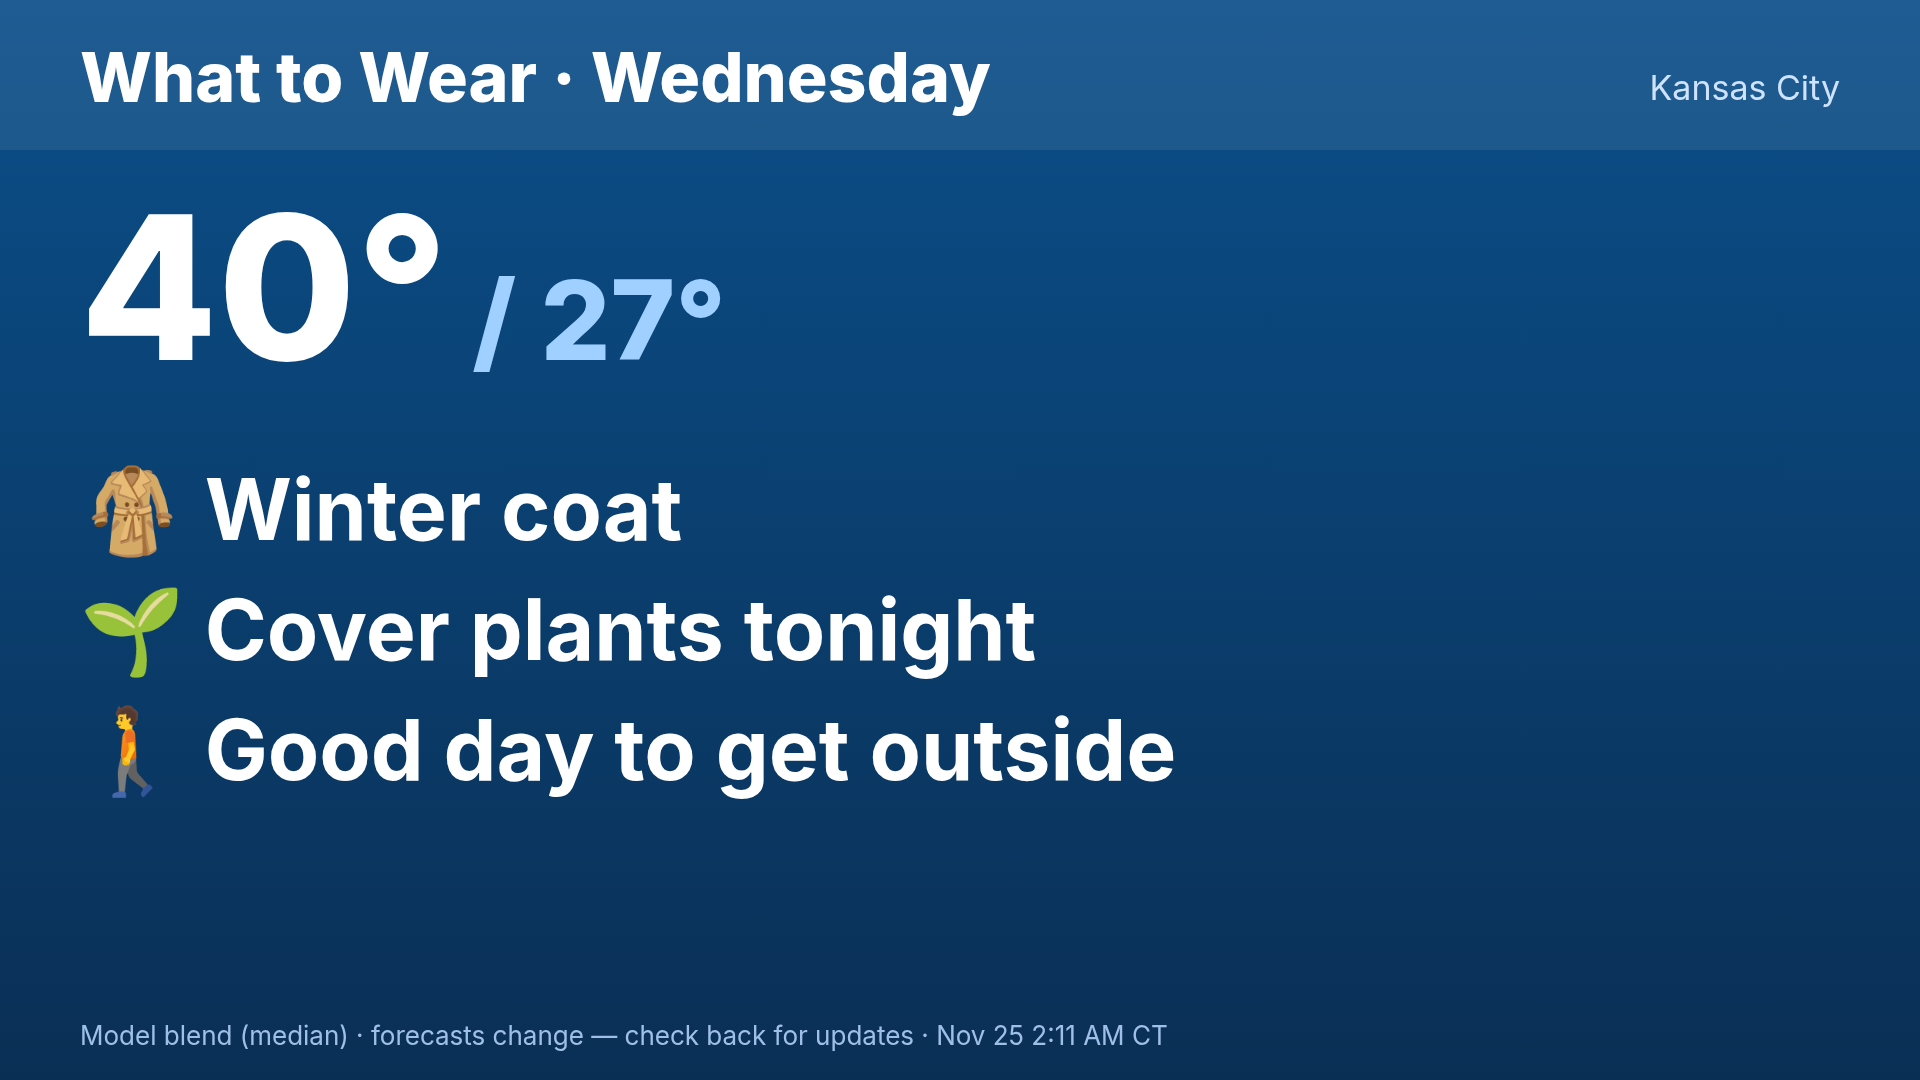 What to Wear · Wednesday
Kansas City
40° / 27°
Winter coat
Cover plants tonight
Good day to get outside
Model blend (median) · forecasts change — check back for updates · Nov 25 2:11 AM CT